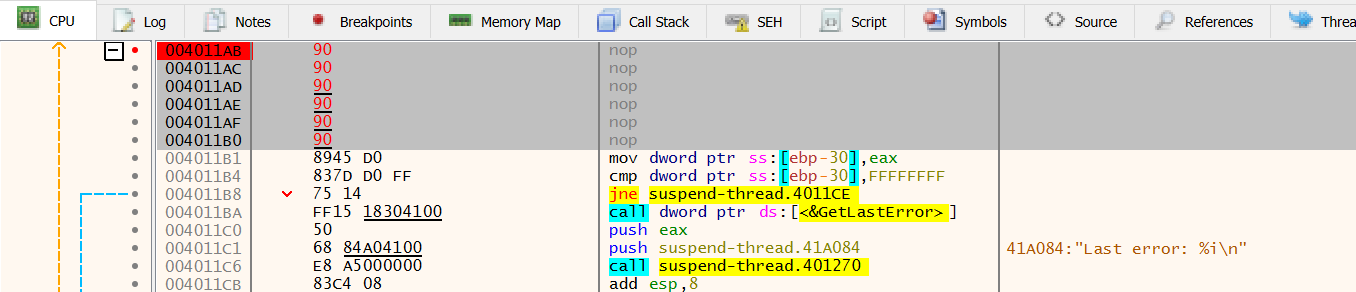 CPU Log Notes Breakpoints Memory Map Call Stack SEH Script Symbols Source References Threa
004011AB 90 nop
004011AC 90 nop
004011AD 90 nop
004011AE 90 nop
004011AF 90 nop
004011B0 90 nop
004011B1 8945 D0 mov dword ptr ss:[ebp-30],eax
004011B4 837D D0 FF cmp dword ptr ss:[ebp-30],FFFFFFFF
004011B8 75 14 jne suspend-thread.4011CE
004011BA FF15 18304100 call dword ptr ds:[<&GetLastError>]
004011C0 50 push eax
004011C1 68 84A04100 push suspend-thread.41A084 41A084:"Last error: %i\n"
004011C6 E8 A5000000 call suspend-thread.401270
004011CB 83C4 08 add esp,8